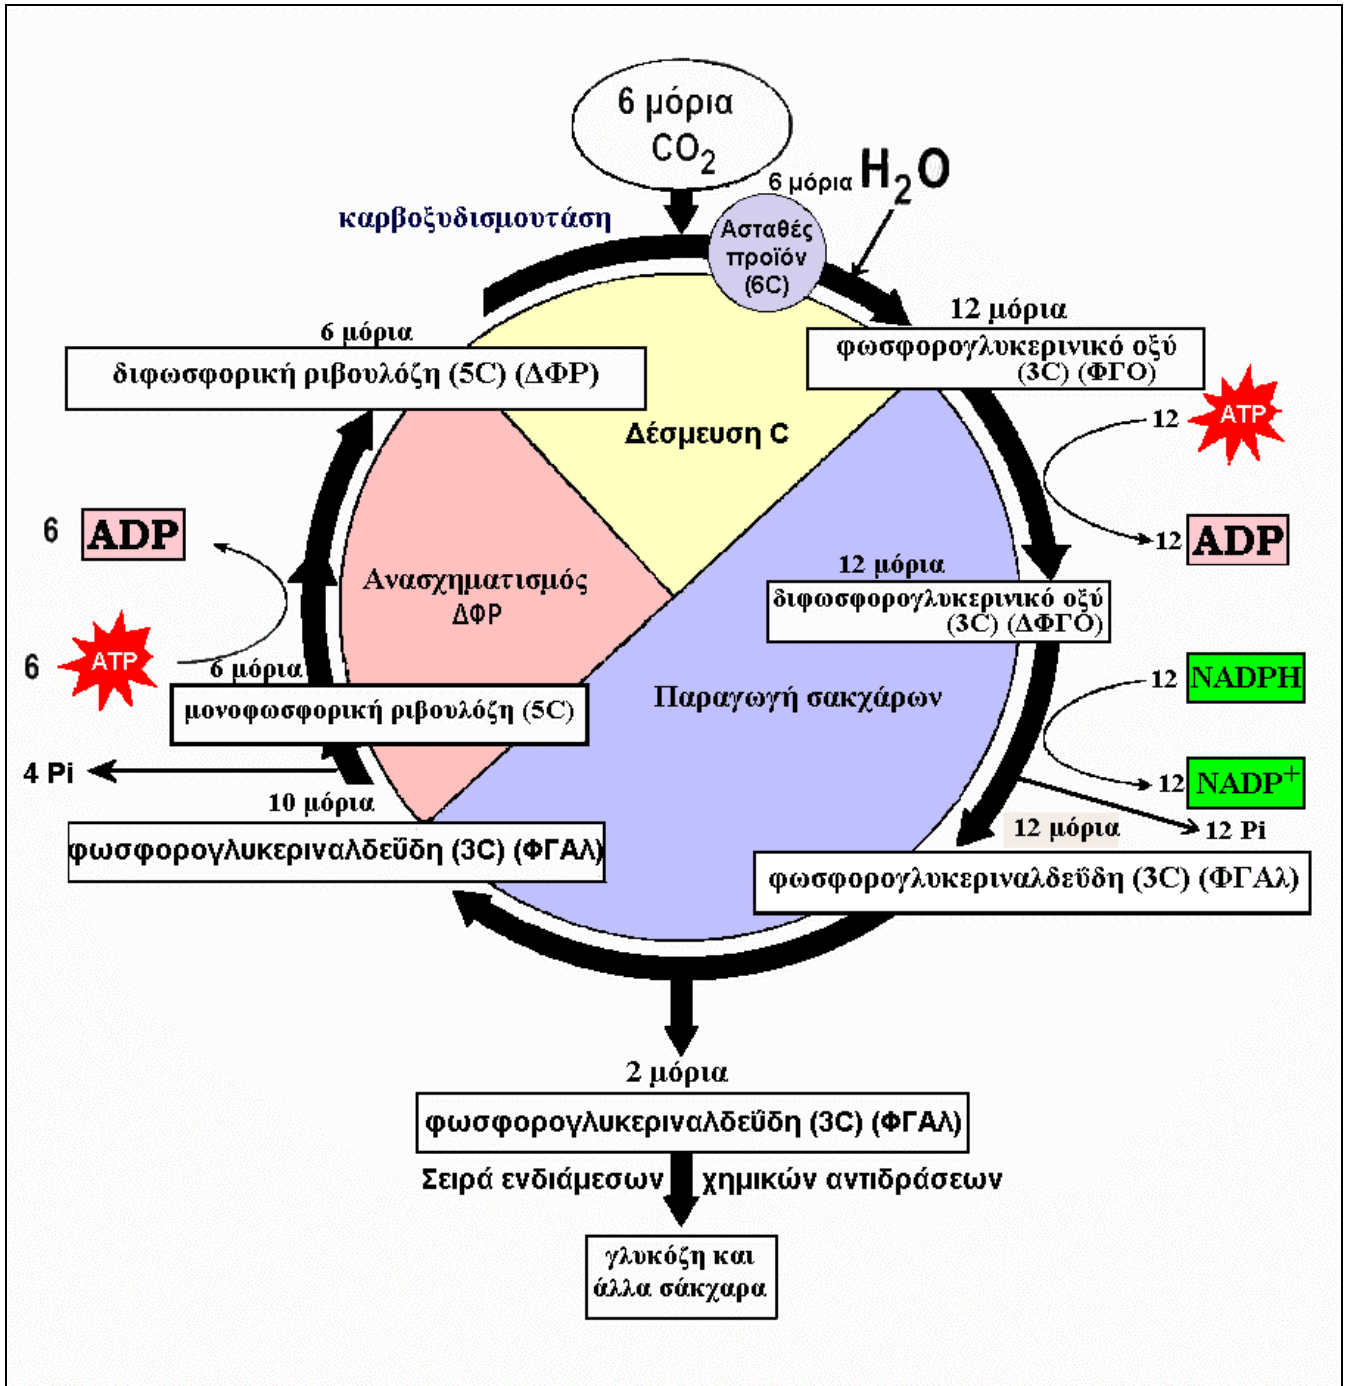 6 μόρια
CO2
6 μόρια H2O
καρβοξυδισμουτάση
Ασταθές
προϊόν
(6C)
6 μόρια
διφωσφορική ριβουλόζη (5C) (ΔΦΡ)
12 μόρια
φωσφορογλυκερινικό οξύ
(3C) (ΦΓΟ)
12 ATP
Δέσμευση C
12 ADP
6 ADP
Ανασχηματισμός
ΔΦΡ
12 μόρια
διφωσφορογλυκερινικό οξύ
(3C) (ΔΦΓΟ)
6 ATP
6 μόρια
μονοφωσφορική ριβουλόζη (5C)
Παραγωγή σακχάρων
12 NADPH
4 Pi
12 NADP+
10 μόρια
φωσφορογλυκεριναλδεΰδη (3C) (ΦΓΑλ)
12 μόρια
12 Pi
φωσφορογλυκεριναλδεΰδη (3C) (ΦΓΑλ)
2 μόρια
φωσφορογλυκεριναλδεΰδη (3C) (ΦΓΑλ)
Σειρά ενδιάμεσων χημικών αντιδράσεων
γλυκόζη και
άλλα σάκχαρα